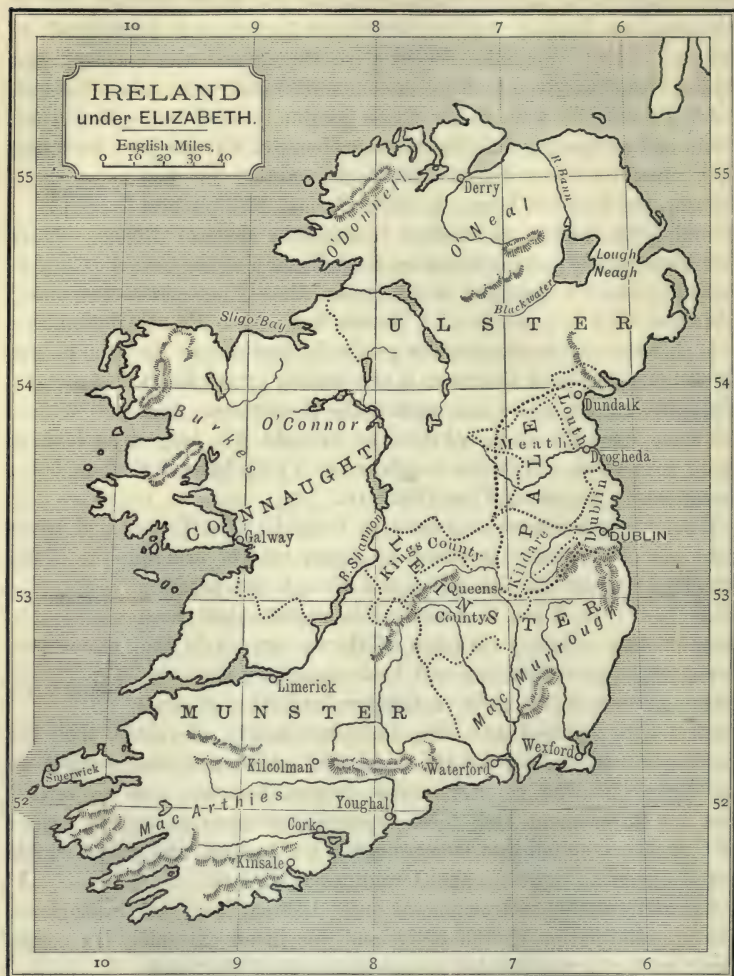 10 9 8 7 6
IRELAND
under ELIZABETH.
English Miles.
0 10 20 30 40
55 55
Derry
R. Bann
O'Donnell
O'Neal
Lough
Neagh
Blackwater
Sligo Bay
ULSTER
54 54
Dundalk
Louth
Burkes
O'Connor
Meath
Drogheda
PALE
CONNAUGHT
Galway
R. Shannon
Dublin
DUBLIN
Kildare
Kings County
LEINSTER
Queens
County
53 53
Mac Murrough
Limerick
MUNSTER
Wexford
Kilcolman
Waterford
Smerwick
52 52
Mac Arthies
Youghal
Cork
Kinsale
10 9 8 7 6